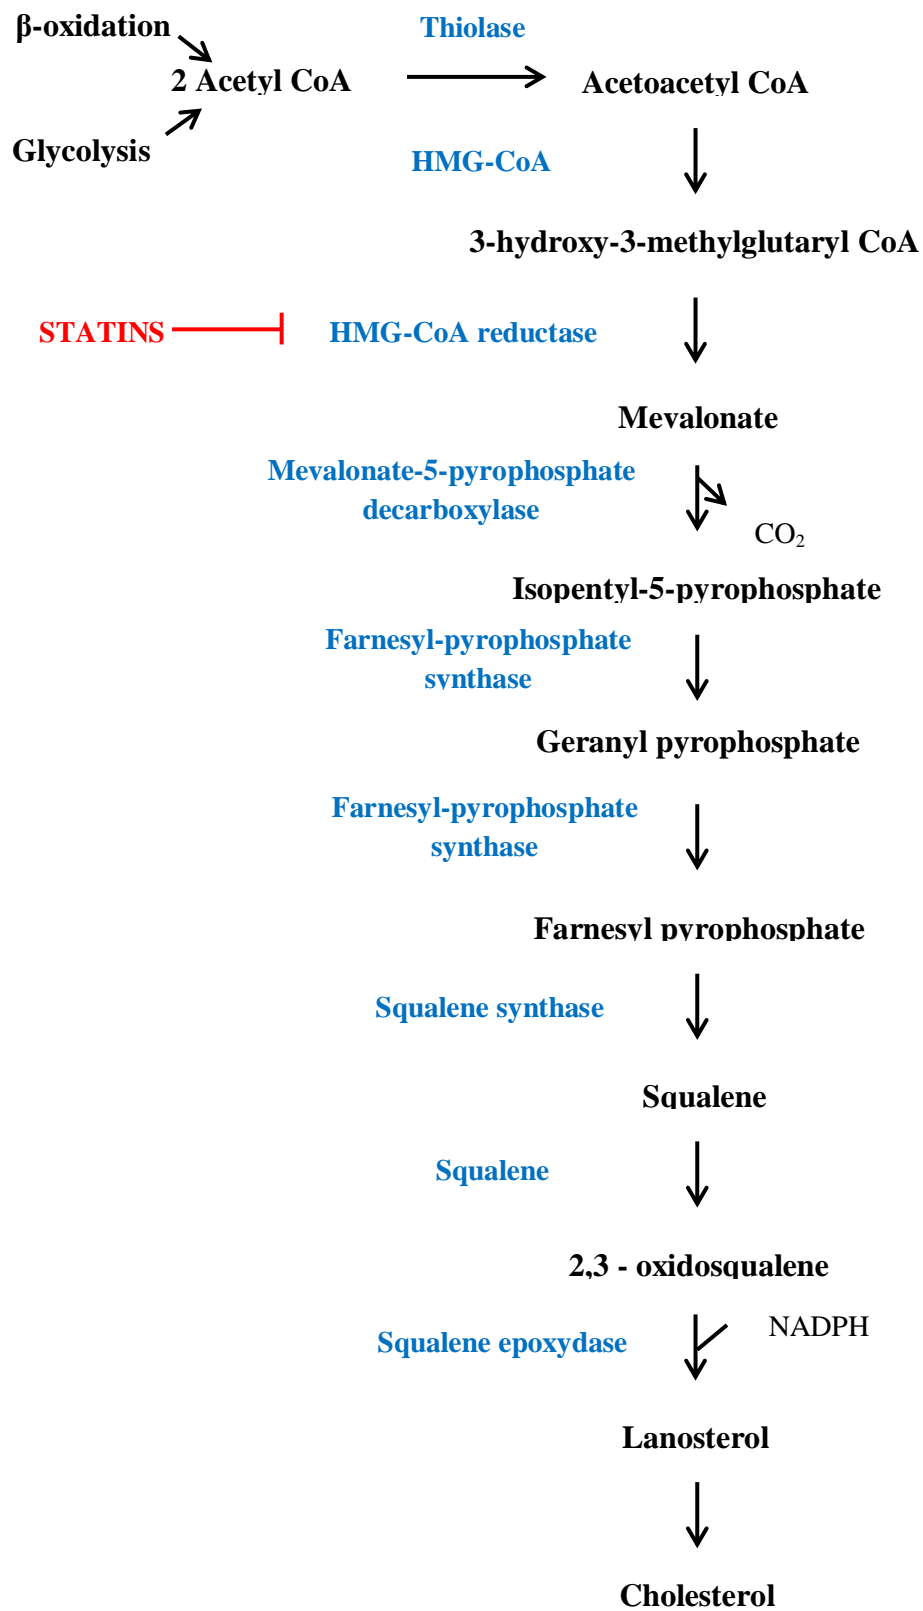 β-oxidation
Thiolase
2 Acetyl CoA
Acetoacetyl CoA
Glycolysis
HMG-CoA
3-hydroxy-3-methylglutaryl CoA
STATINS
HMG-CoA reductase
Mevalonate
Mevalonate-5-pyrophosphate
decarboxylase
CO₂
Isopentyl-5-pyrophosphate
Farnesyl-pyrophosphate
synthase
Geranyl pyrophosphate
Farnesyl-pyrophosphate
synthase
Farnesyl pyrophosphate
Squalene synthase
Squalene
Squalene
2,3 - oxidosqualene
NADPH
Squalene epoxydase
Lanosterol
Cholesterol